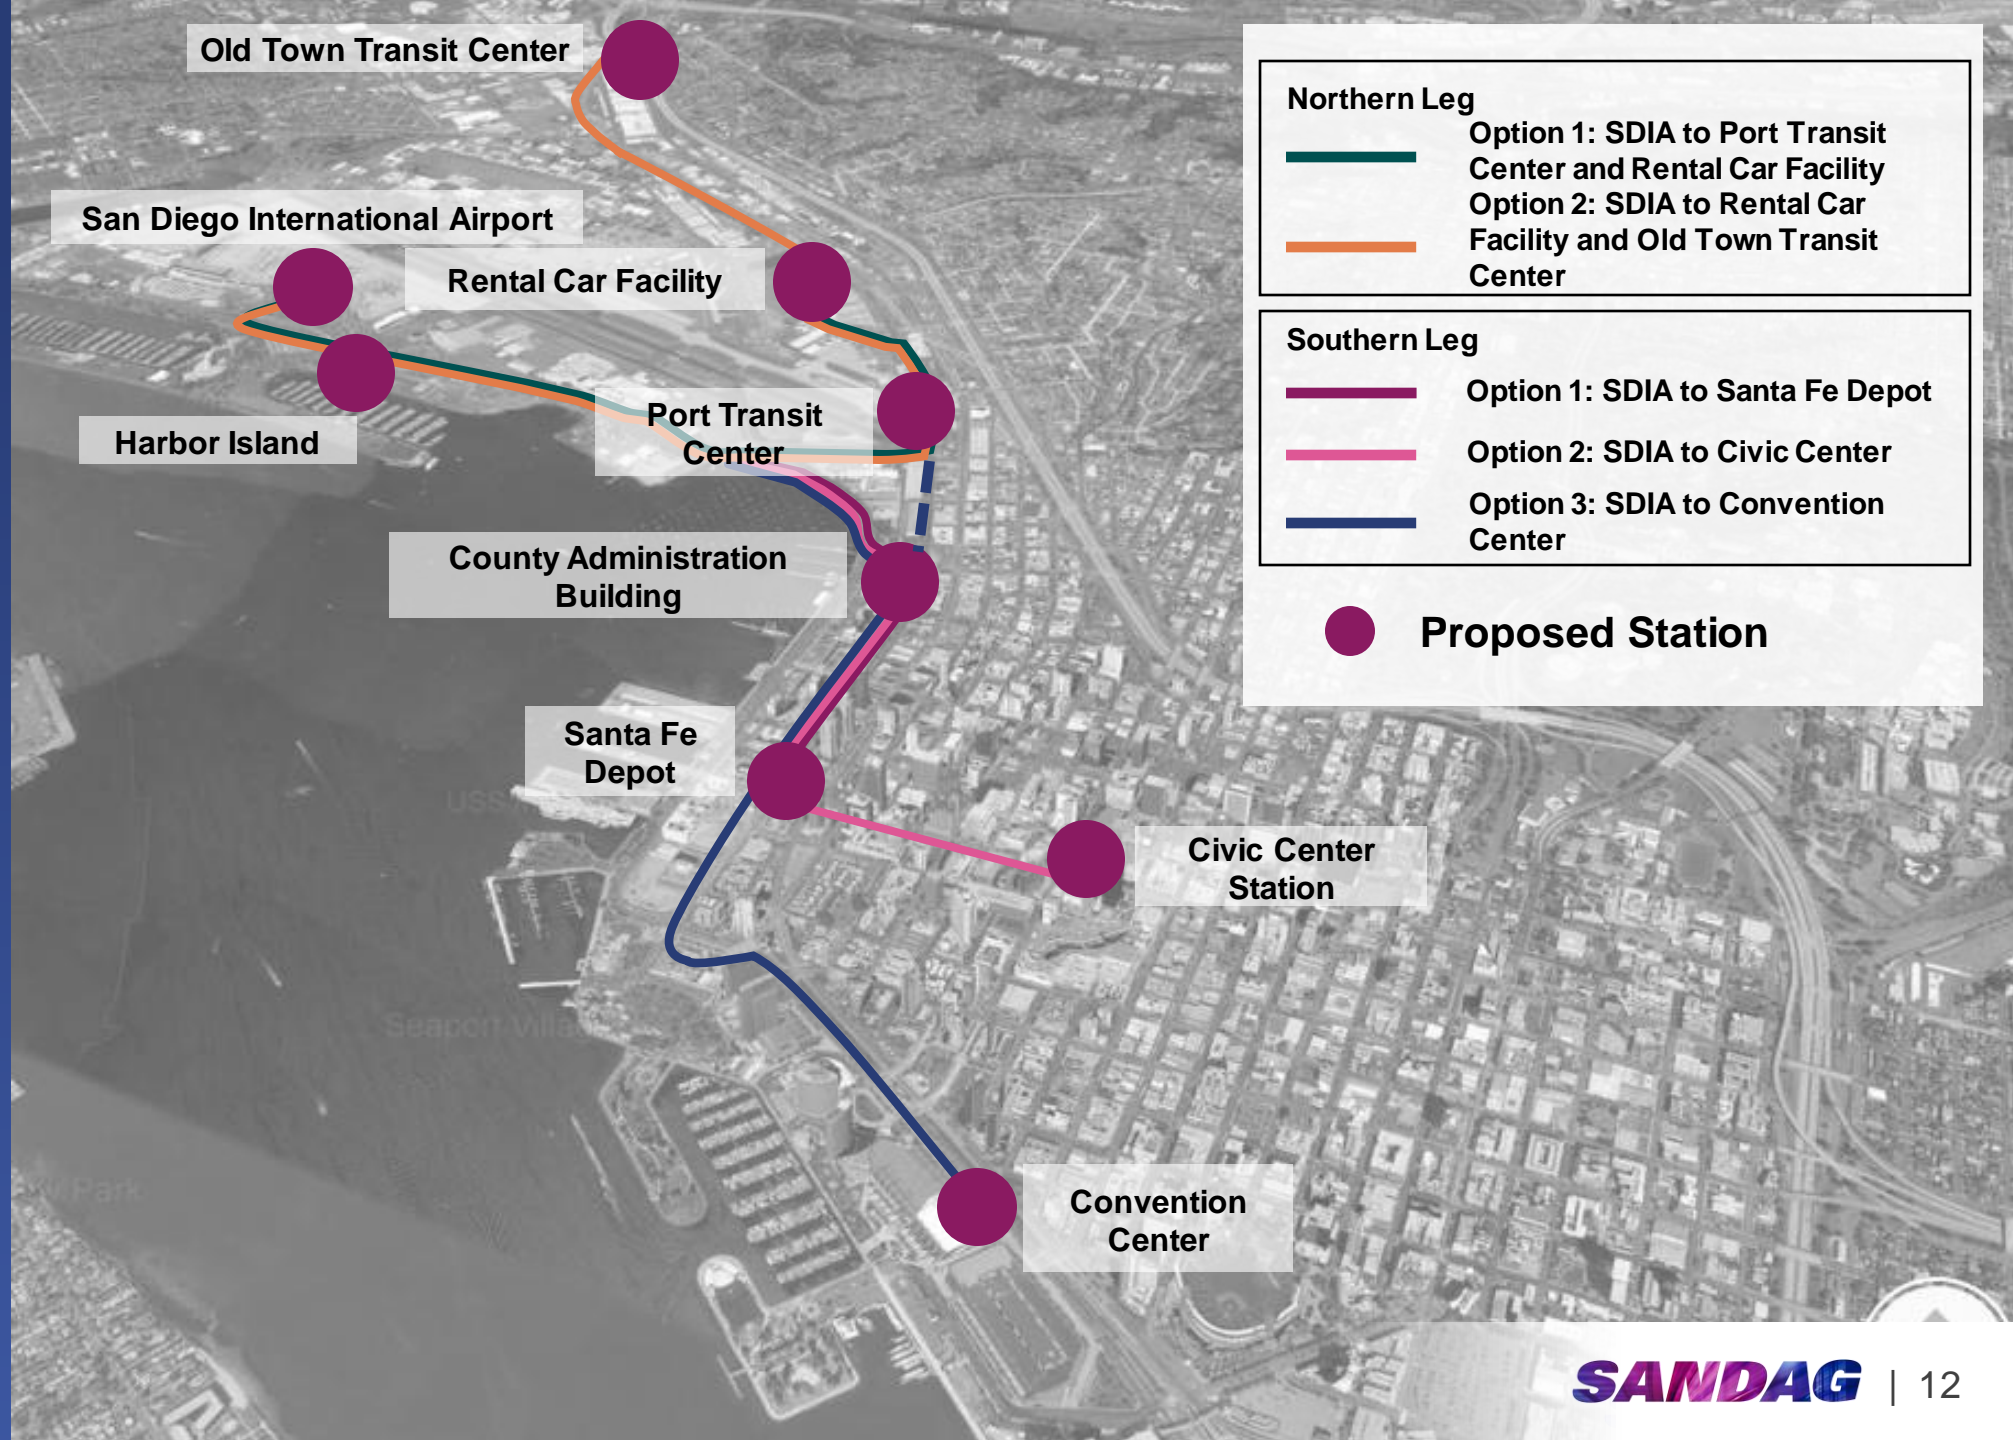 Old Town Transit Center
San Diego International Airport
Rental Car Facility
Harbor Island
Port Transit
Center
County Administration
Building
Santa Fe
Depot
Civic Center
Station
Convention
Center
Seaport Villa
Park
USS
Northern Leg
Option 1: SDIA to Port Transit
Center and Rental Car Facility
Option 2: SDIA to Rental Car
Facility and Old Town Transit
Center
Southern Leg
Option 1: SDIA to Santa Fe Depot
Option 2: SDIA to Civic Center
Option 3: SDIA to Convention
Center
Proposed Station
SANDAG | 12